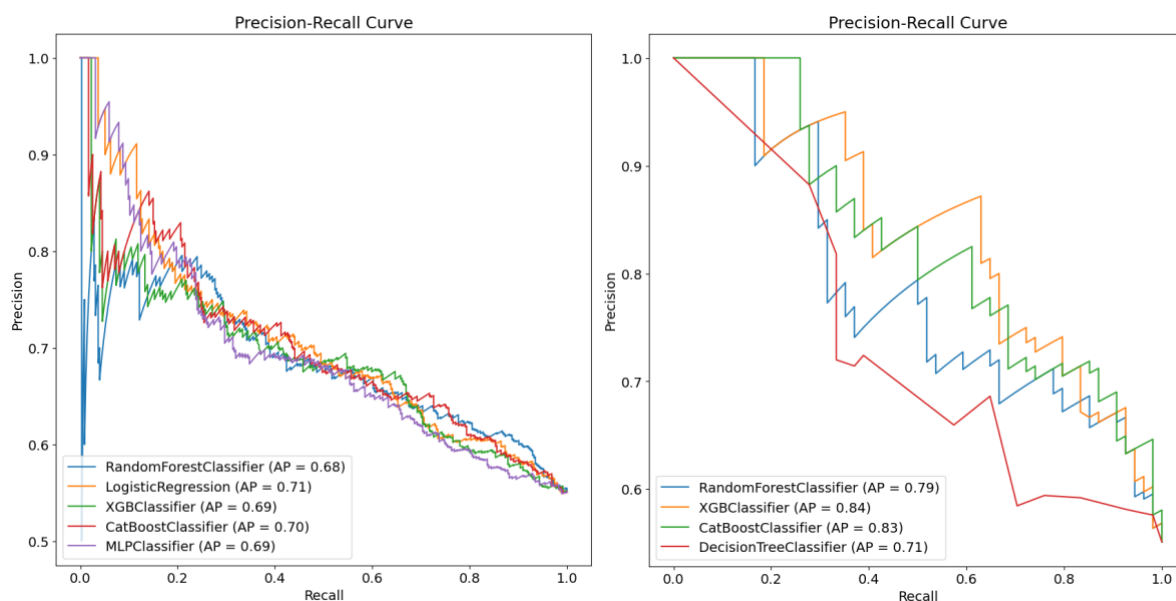 Precision-Recall Curve
1.0
0.9
0.8
0.7
0.6
0.5
Precision
RandomForestClassifier (AP = 0.68)
LogisticRegression (AP = 0.71)
XGBClassifier (AP = 0.69)
CatBoostClassifier (AP = 0.70)
MLPClassifier (AP = 0.69)
0.0 0.2 0.4 0.6 0.8 1.0
Recall
Precision-Recall Curve
1.0
0.9
0.8
0.7
0.6
Precision
RandomForestClassifier (AP = 0.79)
XGBClassifier (AP = 0.84)
CatBoostClassifier (AP = 0.83)
DecisionTreeClassifier (AP = 0.71)
0.0 0.2 0.4 0.6 0.8 1.0
Recall